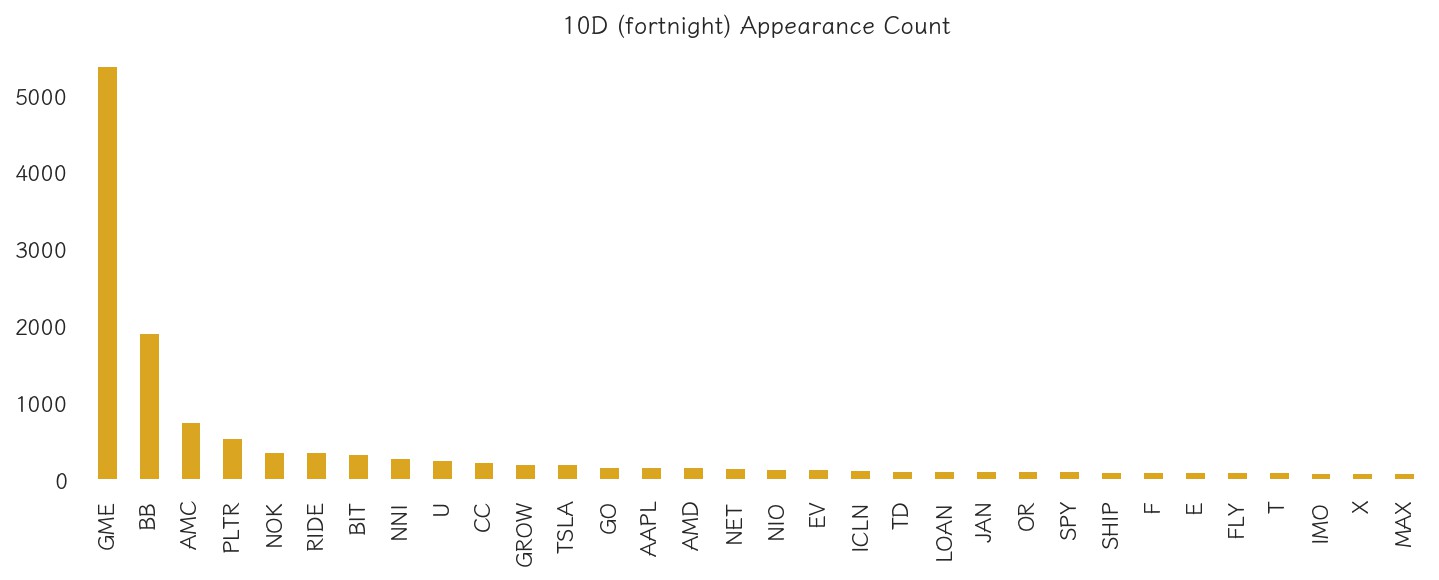 10D (fortnight) Appearance Count
5000
4000
3000
2000
1000
0
GME
BB
AMC
PLTR
NOK
RIDE
BIT
NNI
U
CC
GROW
TSLA
GO
AAPL
AMD
NET
NIO
EV
ICLN
TD
LOAN
JAN
OR
SPY
SHIP
F
E
FLY
T
IMO
X
MAX